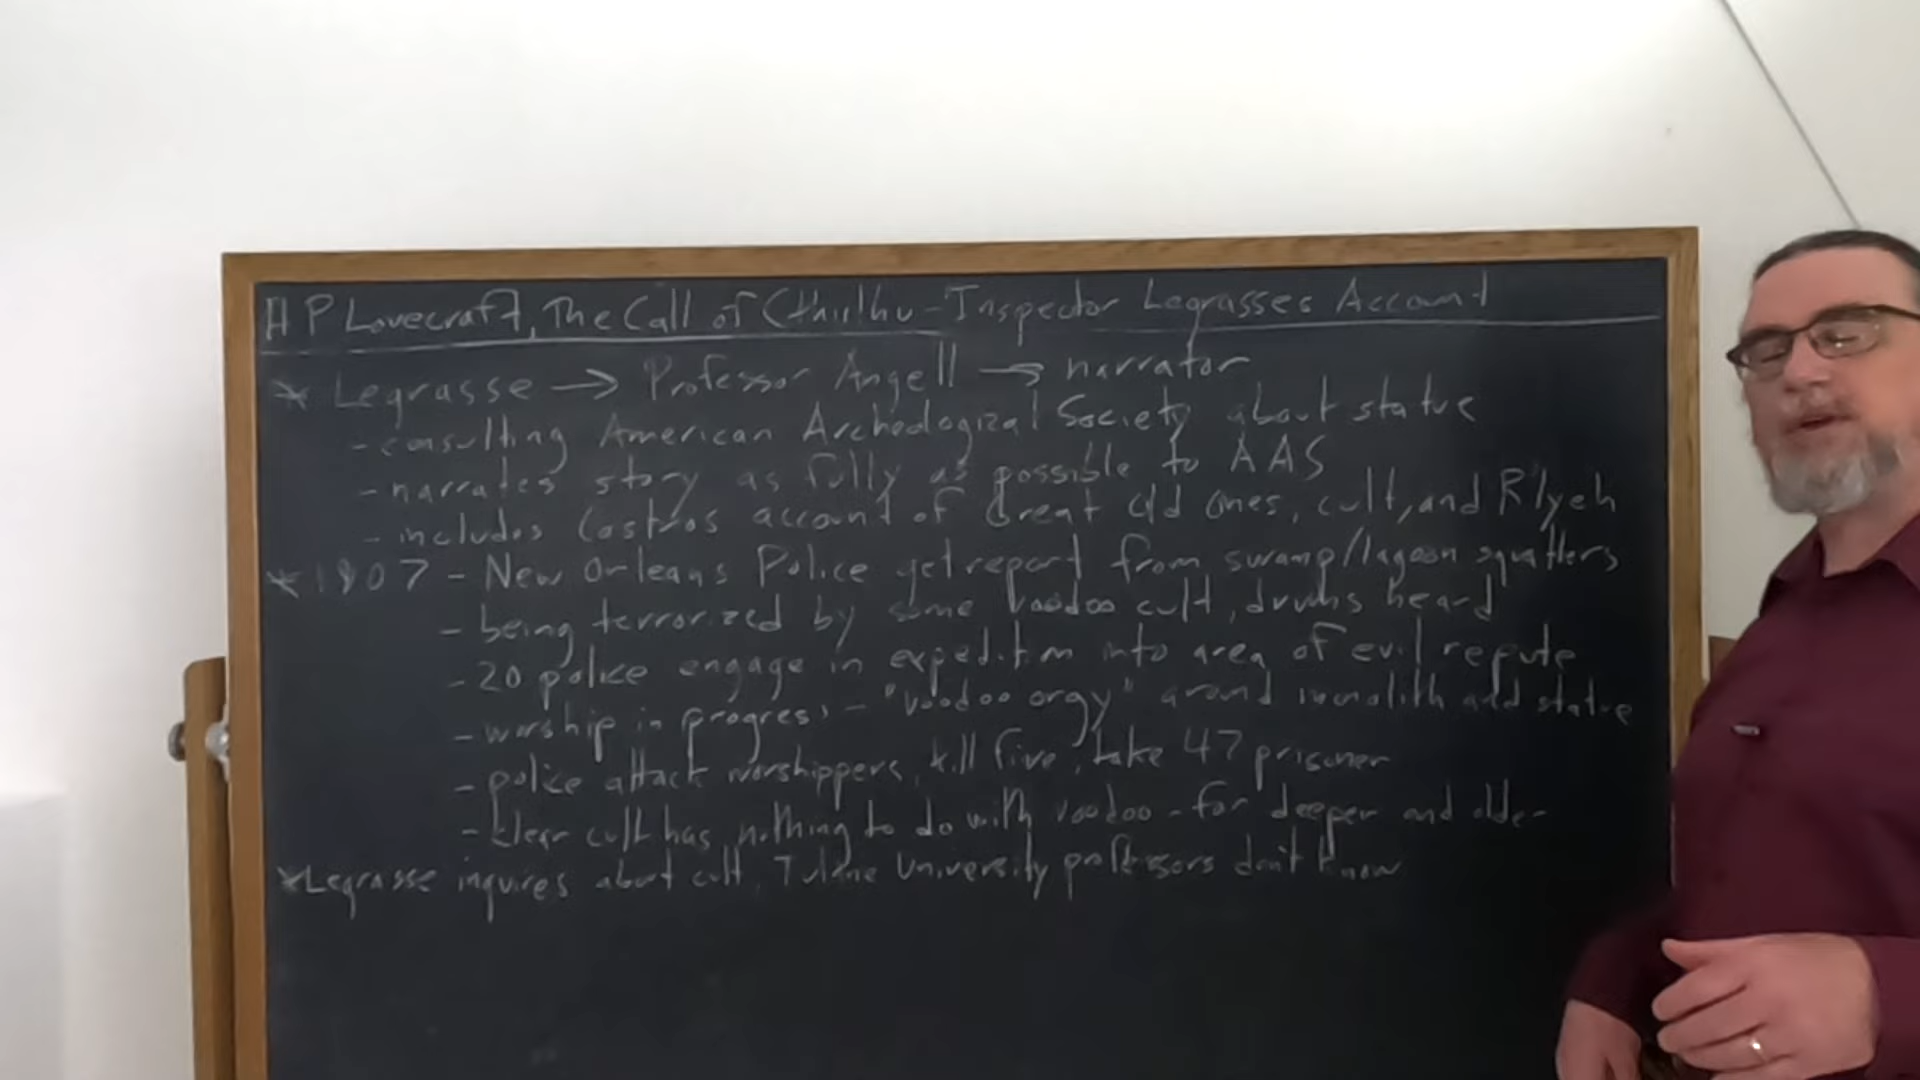 H P Lovecraft, The Call of Cthulhu - Inspector Legrasses Account
* Legrasse → Professor Angell → narrator
- consulting American Archeological Society about statue
- narrates story as fully as possible to AAS
- includes Castros account of Great Old Ones, cult, and R'lyeh
* 1907 - New Orleans Police get report from swamp/lagoon squatters
- being terrorized by some Voodoo cult, drums heard
- 20 police engage in expedition into area of evil repute
- worship in progress - "Voodoo orgy" around monolith and statue
- police attack worshippers, kill five, take 47 prisoner
- clear cult has nothing to do with voodoo - far deeper and older
* Legrasse inquires about cult, Tulane University professors don't know